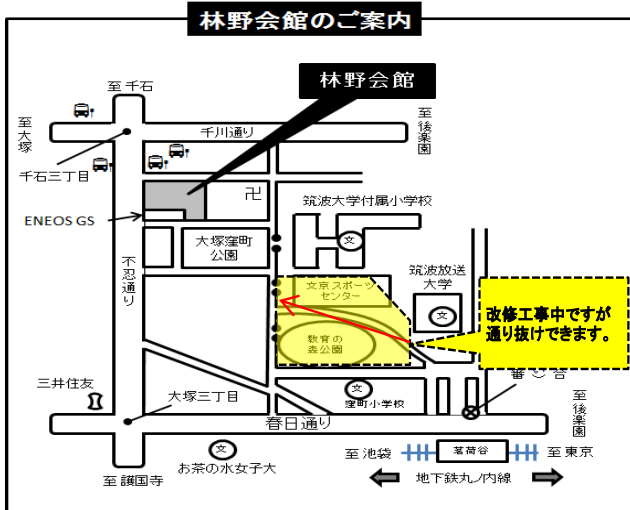 林野会館のご案内
至 千石
林野会館
至大塚
千川通り
至後楽園
千石三丁目
卍
筑波大学付属小学校
ENEOS GS
文
大塚窪町
公園
不忍通り
文京スポーツ
センター
筑波放送
大学
文
改修工事中ですが
通り抜けできます。
教育の
森公園
三井住友
大塚三丁目
文
窪町小学校
交番
至後楽園
春日通り
文
お茶の水女子大
至 池袋
茗荷谷
至 東京
至 護国寺
地下鉄丸ノ内線